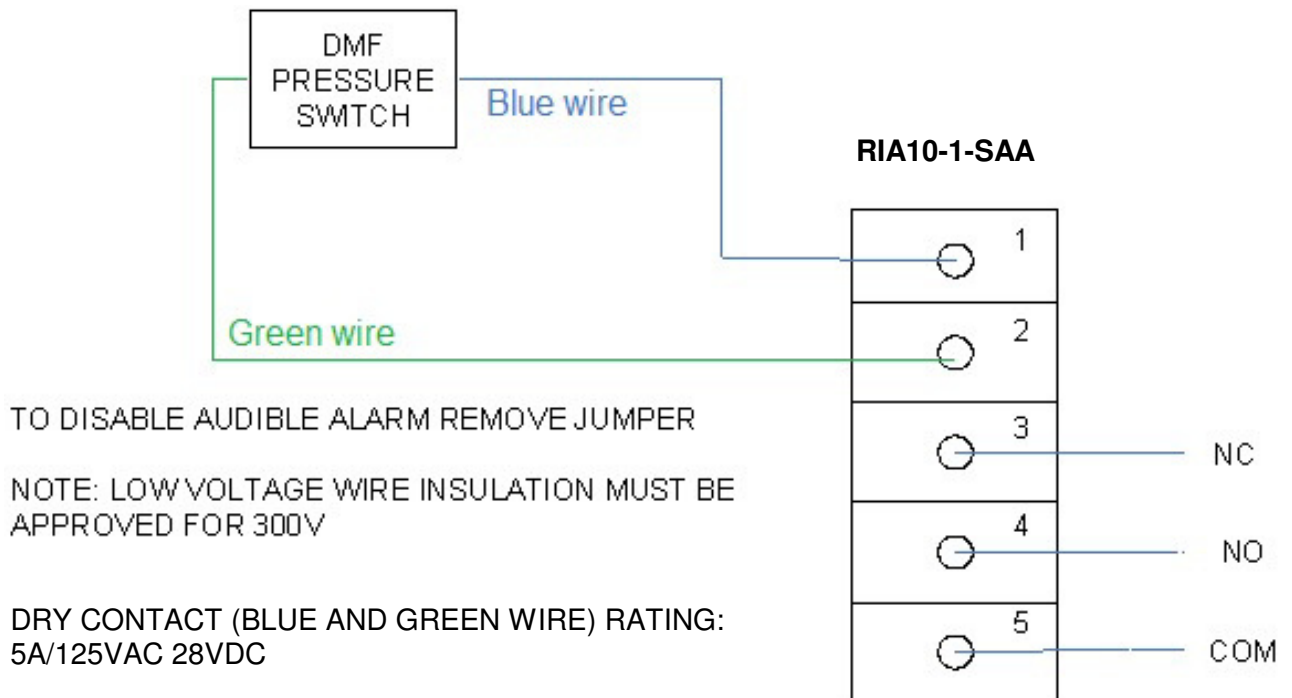 DMF
PRESSURE
SWITCH
Blue wire
RIA10-1-SAA
1
Green wire
2
TO DISABLE AUDIBLE ALARM REMOVE JUMPER
3
NC
NOTE: LOW VOLTAGE WIRE INSULATION MUST BE
APPROVED FOR 300V
4
NO
DRY CONTACT (BLUE AND GREEN WIRE) RATING:
5A/125VAC 28VDC
5
COM